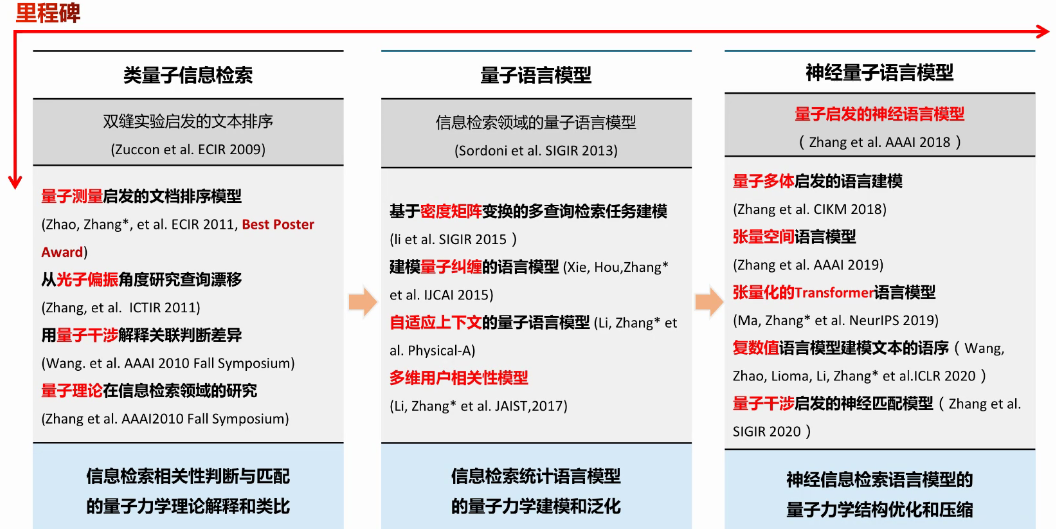 里程碑
类量子信息检索
双缝实验启发的文本排序
(Zuccon et al. ECIR 2009)
量子测量启发的文档排序模型
(Zhao, Zhang*, et al. ECIR 2011, Best Poster
Award)
从光子偏振角度研究查询漂移
(Zhang, et al. ICTIR 2011)
用量子干涉解释关联判断差异
(Wang. et al. AAAI 2010 Fall Symposium)
量子理论在信息检索领域的研究
(Zhang et al. AAAI2010 Fall Symposium)
信息检索相关性判断与匹配
的量子力学理论解释和类比
量子语言模型
信息检索领域的量子语言模型
(Sordoni et al. SIGIR 2013)
基于密度矩阵变换的多查询检索任务建模
(li et al. SIGIR 2015 )
建模量子纠缠的语言模型 (Xie, Hou,Zhang*
et al. IJCAI 2015)
自适应上下文的量子语言模型 (Li, Zhang* et
al. Physical-A)
多维用户相关性模型
(Li, Zhang* et al. JAIST,2017)
信息检索统计语言模型
的量子力学建模和泛化
神经量子语言模型
量子启发的神经语言模型
( Zhang et al. AAAI 2018 )
量子多体启发的语言建模
(Zhang et al. CIKM 2018)
张量空间语言模型
(Zhang et al. AAAI 2019)
张量化的Transformer语言模型
(Ma, Zhang* et al. NeurIPS 2019)
复数值语言模型建模文本的语序 ( Wang,
Zhao, Lioma, Li, Zhang* et al.ICLR 2020 )
量子干涉启发的神经匹配模型 ( Zhang et al.
SIGIR 2020 )
神经信息检索语言模型的
量子力学结构优化和压缩